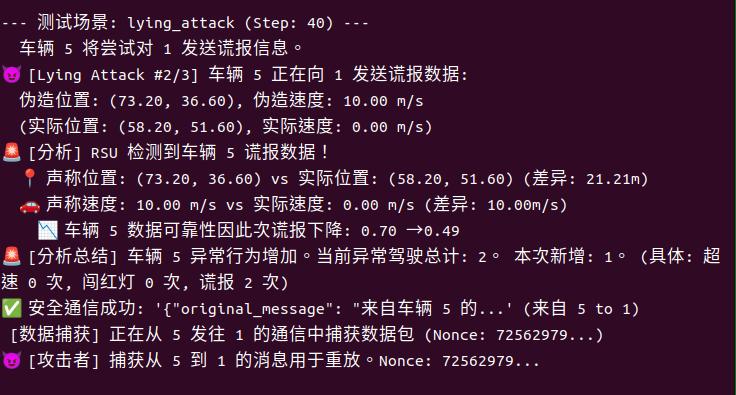 --- 测试场景: lying_attack (Step: 40) ---
车辆 5 将尝试对 1 发送谎报信息。
😈 [Lying Attack #2/3] 车辆 5 正在向 1 发送谎报数据:
伪造位置: (73.20, 36.60), 伪造速度: 10.00 m/s
(实际位置: (58.20, 51.60), 实际速度: 0.00 m/s)
🚨 [分析] RSU 检测到车辆 5 谎报数据！
📍 声称位置: (73.20, 36.60) vs 实际位置: (58.20, 51.60) (差异: 21.21m)
🚗 声称速度: 10.00 m/s vs 实际速度: 0.00 m/s (差异: 10.00m/s)
📉 车辆 5 数据可靠性因此次谎报下降: 0.70 →0.49
🚨 [分析总结] 车辆 5 异常行为增加。当前异常驾驶总计: 2。 本次新增: 1。 (具体: 超
速 0 次, 闯红灯 0 次, 谎报 2 次)
✅ 安全通信成功: '{"original_message": "来自车辆 5 的...' (来自 5 to 1)
[数据捕获] 正在从 5 发往 1 的通信中捕获数据包 (Nonce: 72562979...)
😈 [攻击者] 捕获从 5 到 1 的消息用于重放。Nonce: 72562979...